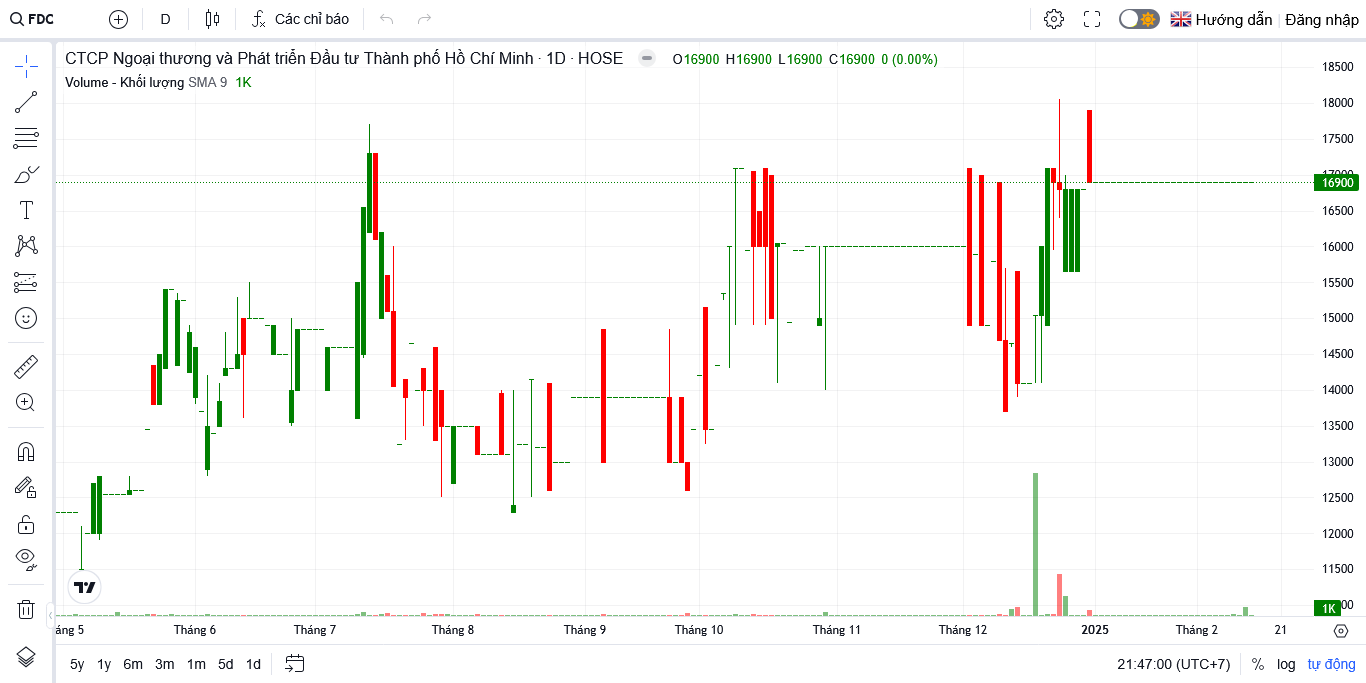 FDC D Các chỉ báo Hướng dẫn Đăng nhập
CTCP Ngoại thương và Phát triển Đầu tư Thành phố Hồ Chí Minh · 1D · HOSE O16900 H16900 L16900 C16900 0 (0.00%)
Volume - Khối lượng SMA 9 1K
18500
18000
17500
16900
16500
16000
15500
15000
14500
14000
13500
13000
12500
12000
11500
1K
Tháng 6 Tháng 7 Tháng 8 Tháng 9 Tháng 10 Tháng 11 Tháng 12 2025 Tháng 2 21
5y 1y 6m 3m 1m 5d 1d 21:47:00 (UTC+7) % log tự động